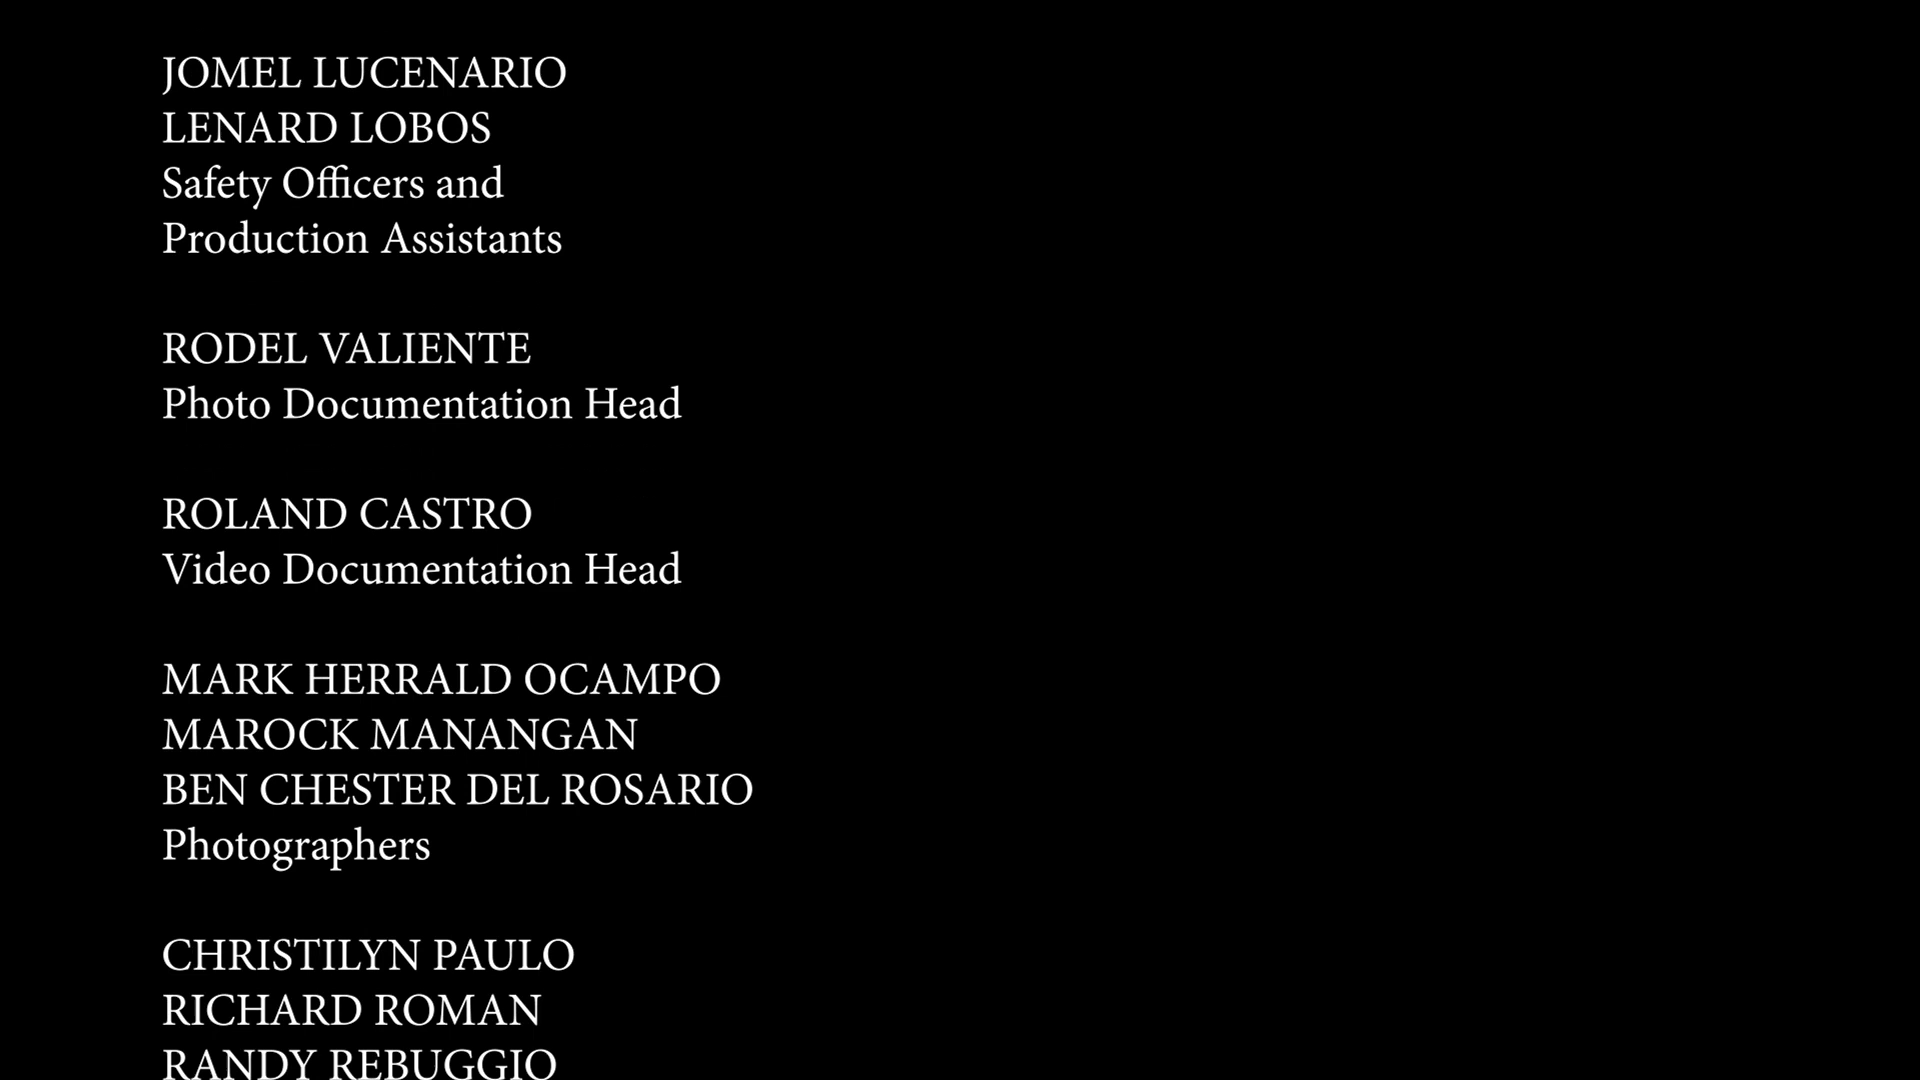 JOMEL LUCENARIO
LENARD LOBOS
Safety Officers and
Production Assistants
RODEL VALIENTE
Photo Documentation Head
ROLAND CASTRO
Video Documentation Head
MARK HERRALD OCAMPO
MAROCK MANANGAN
BEN CHESTER DEL ROSARIO
Photographers
CHRISTILYN PAULO
RICHARD ROMAN
RANDY REBUGGIO